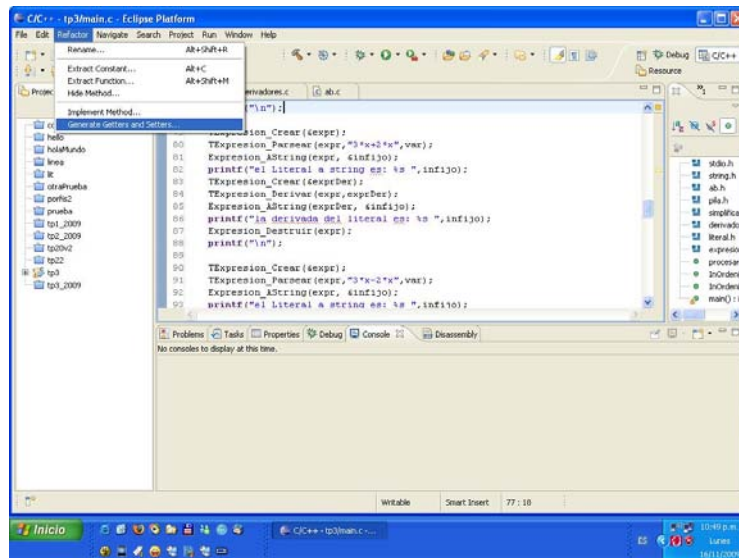 C/C++ - tp3/main.c - Eclipse Platform
File Edit Refactor Navigate Search Project Run Window Help
Rename... Alt+Shift+R
Extract Constant... Alt+C
Extract Function... Alt+Shift+M
Hide Method...
Implement Method...
Generate Getters and Setters...
Debug C/C++
Resource
ab.c
("\n");
hello
holaMundo
linea
lit
otraPrueba
porfis2
prueba
tp1_2009
tp2_2009
tp20v2
tp22
tp3
tp3_2009
TExpresion_Crear(&expr);
80 TExpresion_Parsear(expr,"3*x+2*x",var);
81 Expresion_AString(expr, &infijo);
82 printf("el Literal a string es: %s ",infijo);
83 TExpresion_Crear(&exprDer);
84 TExpresion_Derivar(expr,exprDer);
85 Expresion_AString(exprDer, &infijo);
86 printf("la derivada del literal es: %s ",infijo);
87 Expresion_Destruir(expr);
88 printf("\n");
89
90 TExpresion_Crear(&expr);
91 TExpresion_Parsear(expr,"3*x-2*x",var);
92 Expresion_AString(expr, &infijo);
93 printf("el Literal a string es: %s ",infijo);
stdio.h
string.h
ab.h
pila.h
simplifica
derivado
literal.h
expresio
procesar
InOrdeni
InOrdeni
main() : i
Problems Tasks Properties Debug Console Disassembly
No consoles to display at this time.
Writable Smart Insert 77 : 18
Inicio
C/C++ - tp3/main.c -...
ES
10:49 p.m.
Lunes
16/11/2009